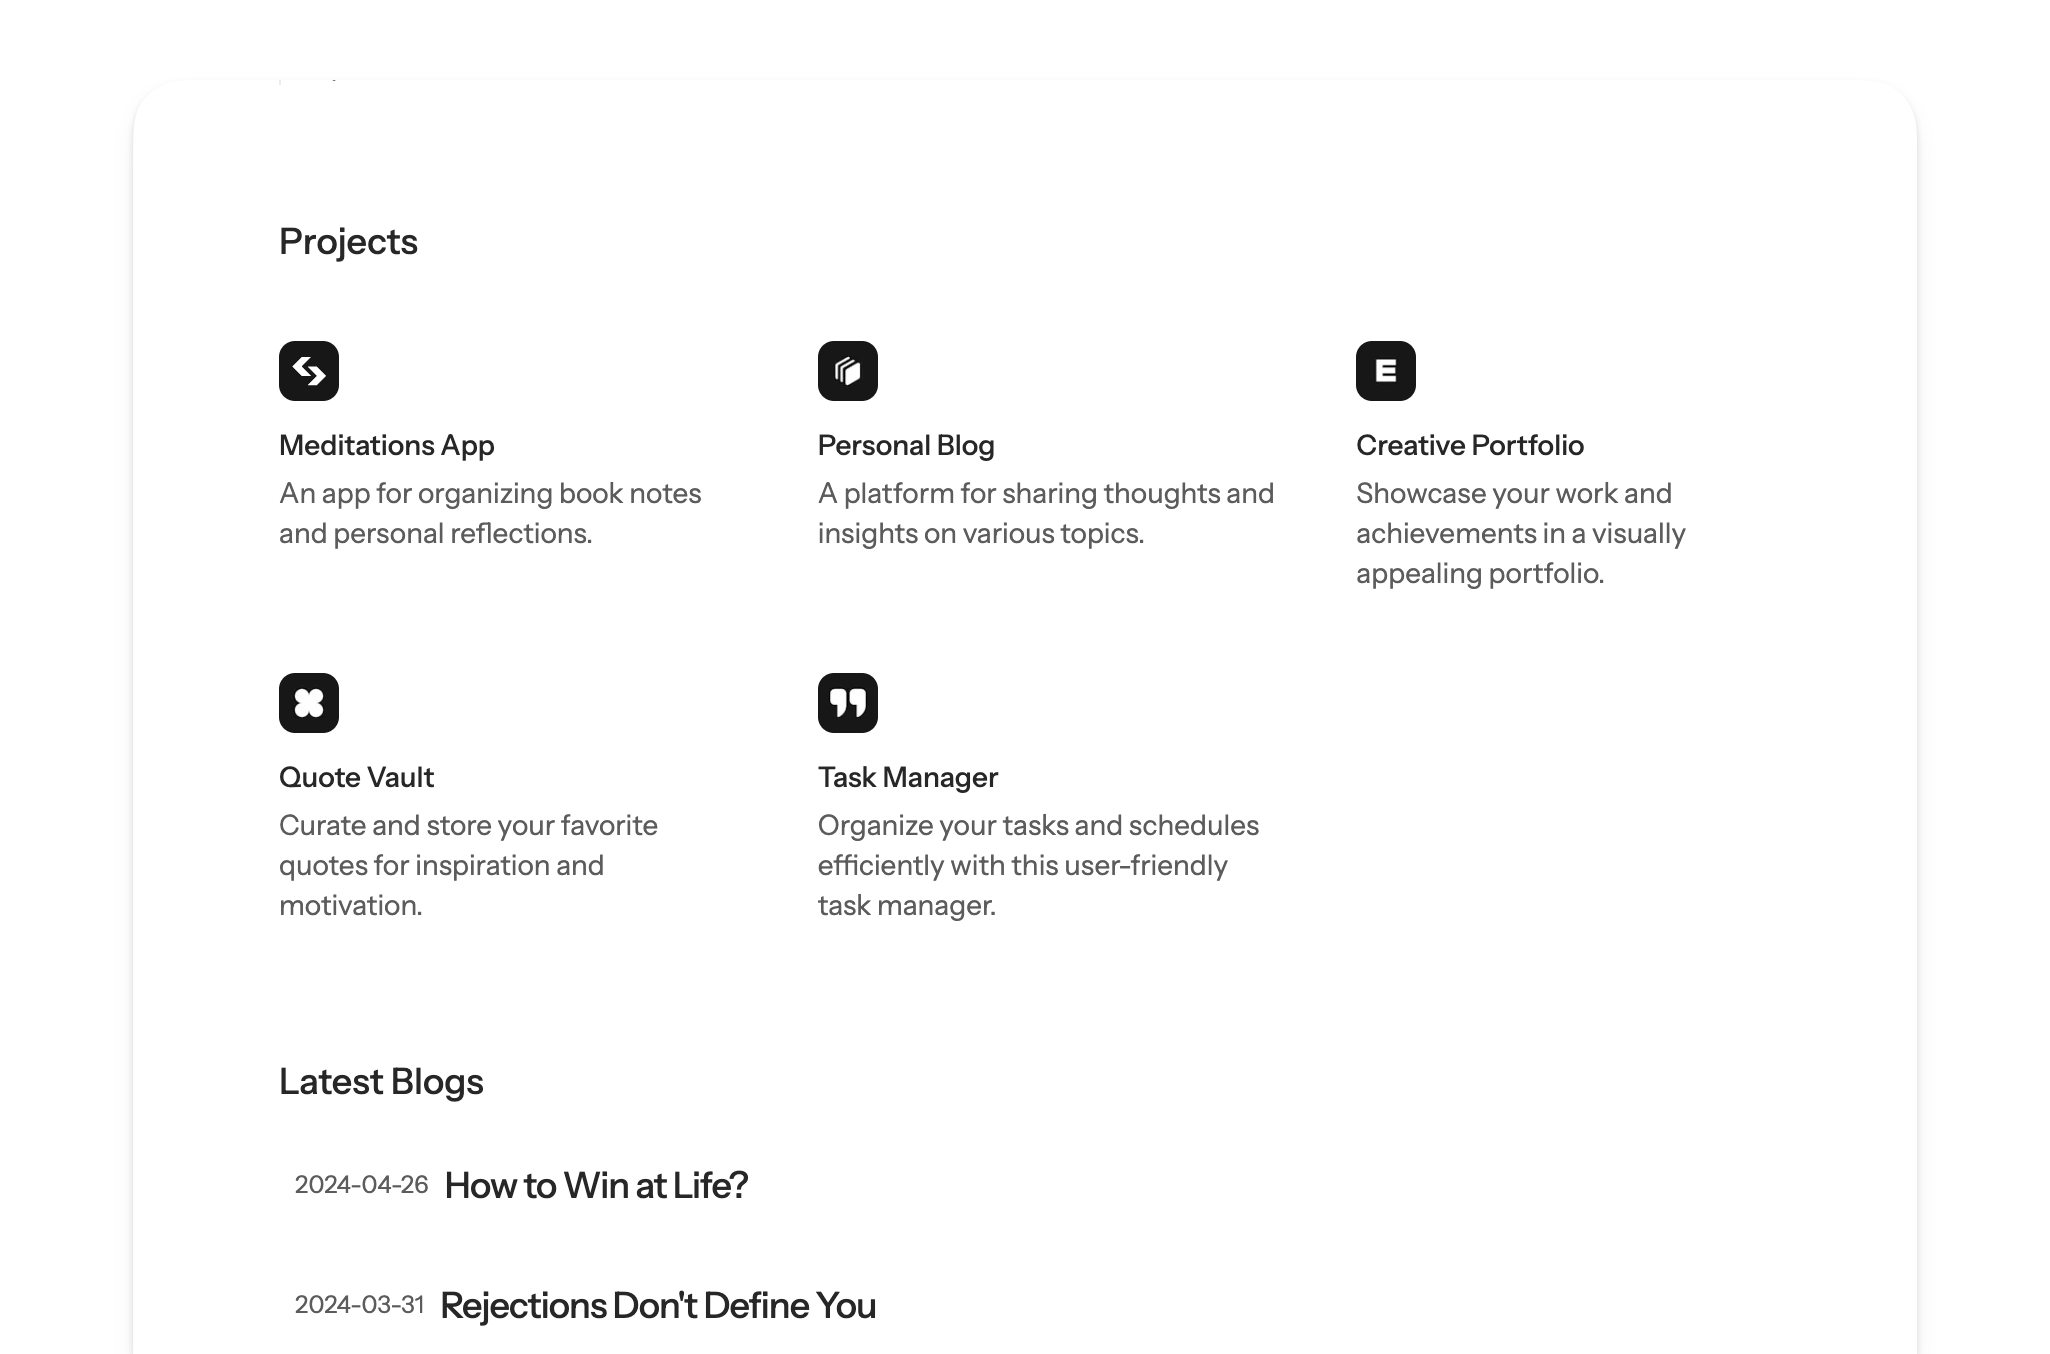 Projects
Meditations App
An app for organizing book notes
and personal reflections.
Personal Blog
A platform for sharing thoughts and
insights on various topics.
E
Creative Portfolio
Showcase your work and
achievements in a visually
appealing portfolio.
Quote Vault
Curate and store your favorite
quotes for inspiration and
motivation.
Task Manager
Organize your tasks and schedules
efficiently with this user-friendly
task manager.
Latest Blogs
2024-04-26 How to Win at Life?
2024-03-31 Rejections Don't Define You